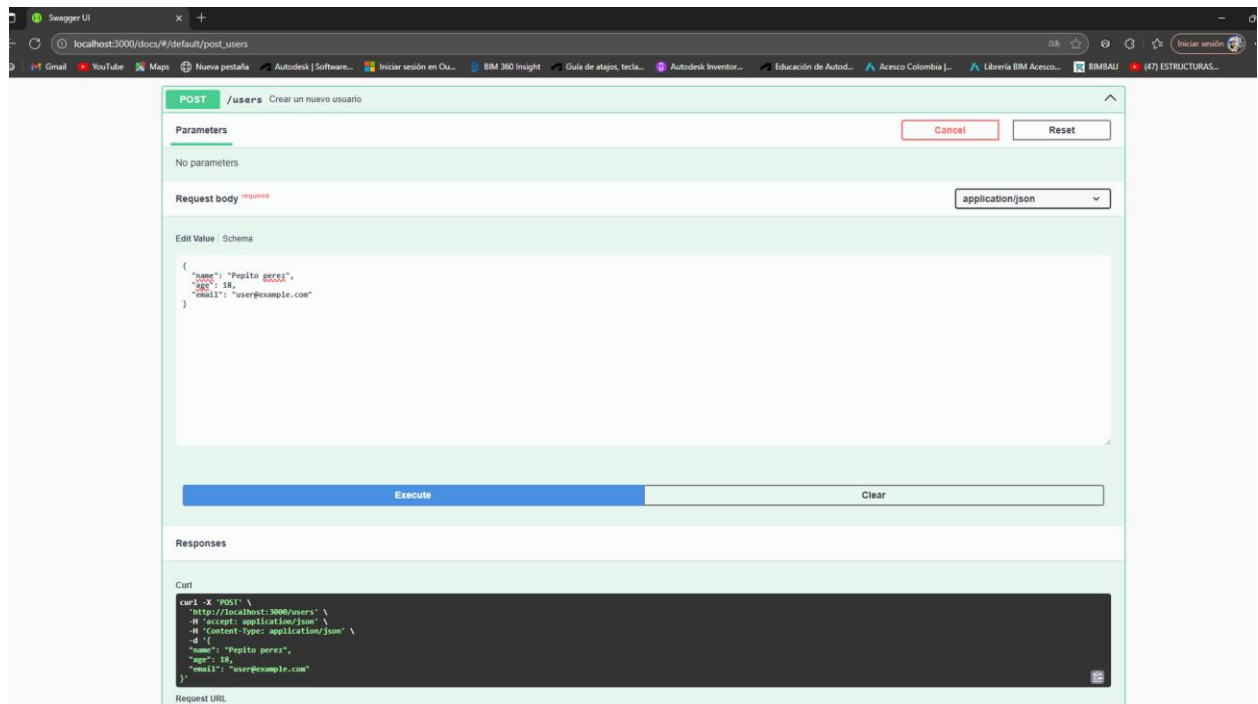 Swagger UI
localhost:3000/docs/#/default/post_users
Iniciar sesión
Gmail YouTube Maps Nueva pestaña Autodesk | Software... Iniciar sesión en Ou... BIM 360 Insight Guía de atajos, tecla... Autodesk Inventor... Educación de Autod... Acesco Colombia |... Librería BIM Acesco... BIMBAU (47) ESTRUCTURAS...
POST /users Crear un nuevo usuario
Parameters Cancel Reset
No parameters
Request body required application/json
Edit Value | Schema
{
"name": "Pepito perez",
"age": 18,
"email": "user@example.com"
}
Execute Clear
Responses
Curl
curl -X 'POST' \
'http://localhost:3000/users' \
-H 'accept: application/json' \
-H 'Content-Type: application/json' \
-d '{
"name": "Pepito perez",
"age": 18,
"email": "user@example.com"
}'
Request URL